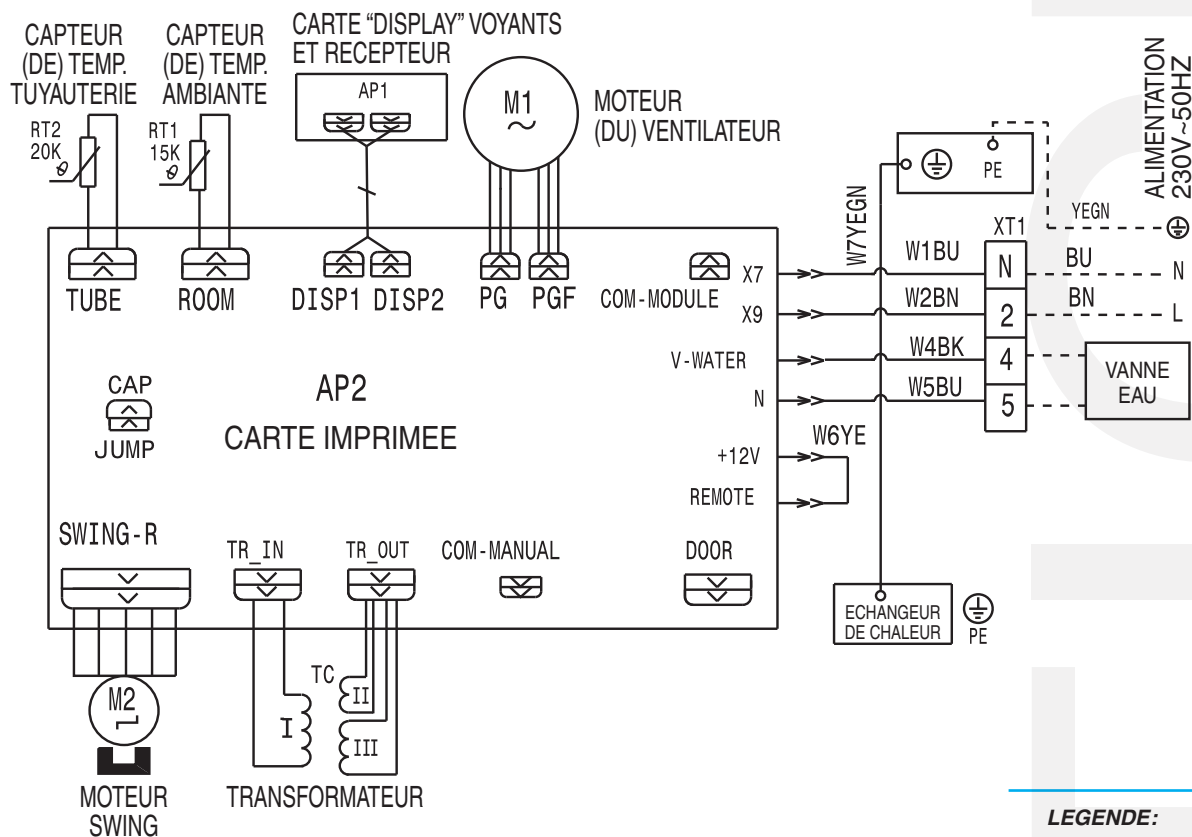 CAPTEUR
(DE) TEMP.
TUYAUTERIE
CAPTEUR
(DE) TEMP.
AMBIANTE
CARTE “DISPLAY” VOYANTS
ET RECEPTEUR
AP1
M1
MOTEUR
(DU) VENTILATEUR
RT2
20K
RT1
15K
ALIMENTATION
230V~50HZ
PE
W7YEGN
YEGN
XT1
TUBE
ROOM
DISP1
DISP2
PG
PGF
COM-MODULE
X7
W1BU
N
BU
N
X9
W2BN
2
BN
L
V-WATER
W4BK
4
VANNE
EAU
N
W5BU
5
CAP
JUMP
AP2
CARTE IMPRIMEE
+12V
W6YE
REMOTE
SWING-R
TR_IN
TR_OUT
COM-MANUAL
DOOR
ECHANGEUR
DE CHALEUR
PE
M2
TC
I
II
III
MOTEUR
SWING
TRANSFORMATEUR
LEGENDE: